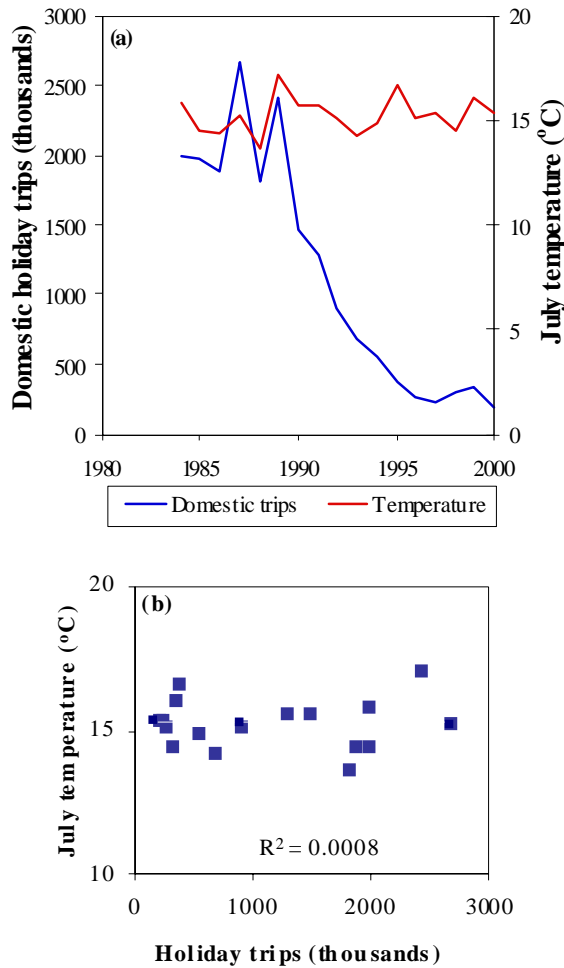 (a)
Domestic holiday trips (thousands)
3000
2500
2000
1500
1000
500
0
20
15
10
5
0
July temperature (°C)
1980
1985
1990
1995
2000
Domestic trips
Temperature
(b)
July temperature (°C)
20
15
10
R² = 0.0008
0
1000
2000
3000
Holiday trips (thousands)